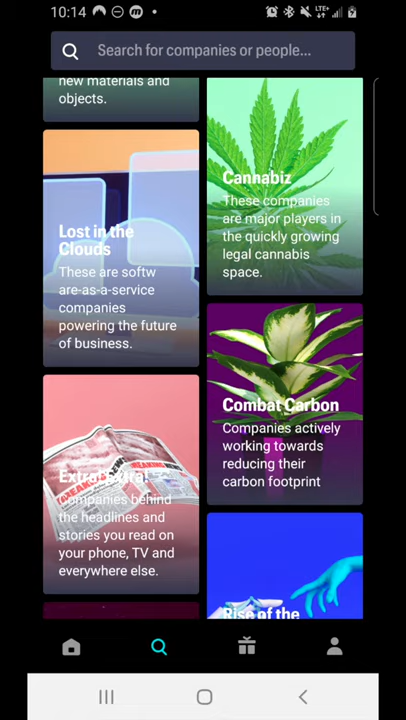 10:14
LTE+
Search for companies or people...
new materials and
objects.
Lost in the
Clouds
These are softw
are-as-a-service
companies
powering the future
of business.
Extra! Extra!
Companies behind
the headlines and
stories you read on
your phone, TV and
everywhere else.
Cannabiz
These companies
are major players in
the quickly growing
legal cannabis
space.
Combat Carbon
Companies actively
working towards
reducing their
carbon footprint
Rise of the